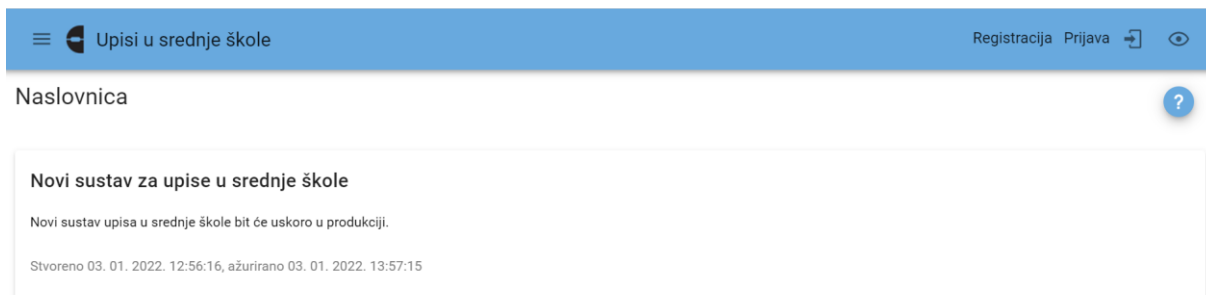 Upisi u srednje škole
Registracija Prijava
Naslovnica
?
Novi sustav za upise u srednje škole
Novi sustav upisa u srednje škole bit će uskoro u produkciji.
Stvoreno 03. 01. 2022. 12:56:16, ažurirano 03. 01. 2022. 13:57:15